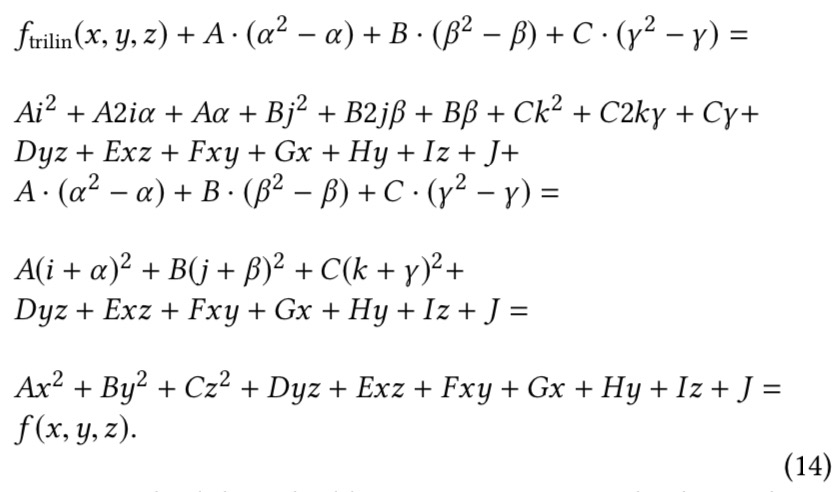 f_trilin(x, y, z) + A · (α² − α) + B · (β² − β) + C · (γ² − γ) =
Ai² + A2iα + Aα + Bj² + B2jβ + Bβ + Ck² + C2kγ + Cγ+
Dyz + Exz + Fxy + Gx + Hy + Iz + J+
A · (α² − α) + B · (β² − β) + C · (γ² − γ) =
A(i + α)² + B(j + β)² + C(k + γ)²+
Dyz + Exz + Fxy + Gx + Hy + Iz + J =
Ax² + By² + Cz² + Dyz + Exz + Fxy + Gx + Hy + Iz + J =
f(x, y, z).
(14)